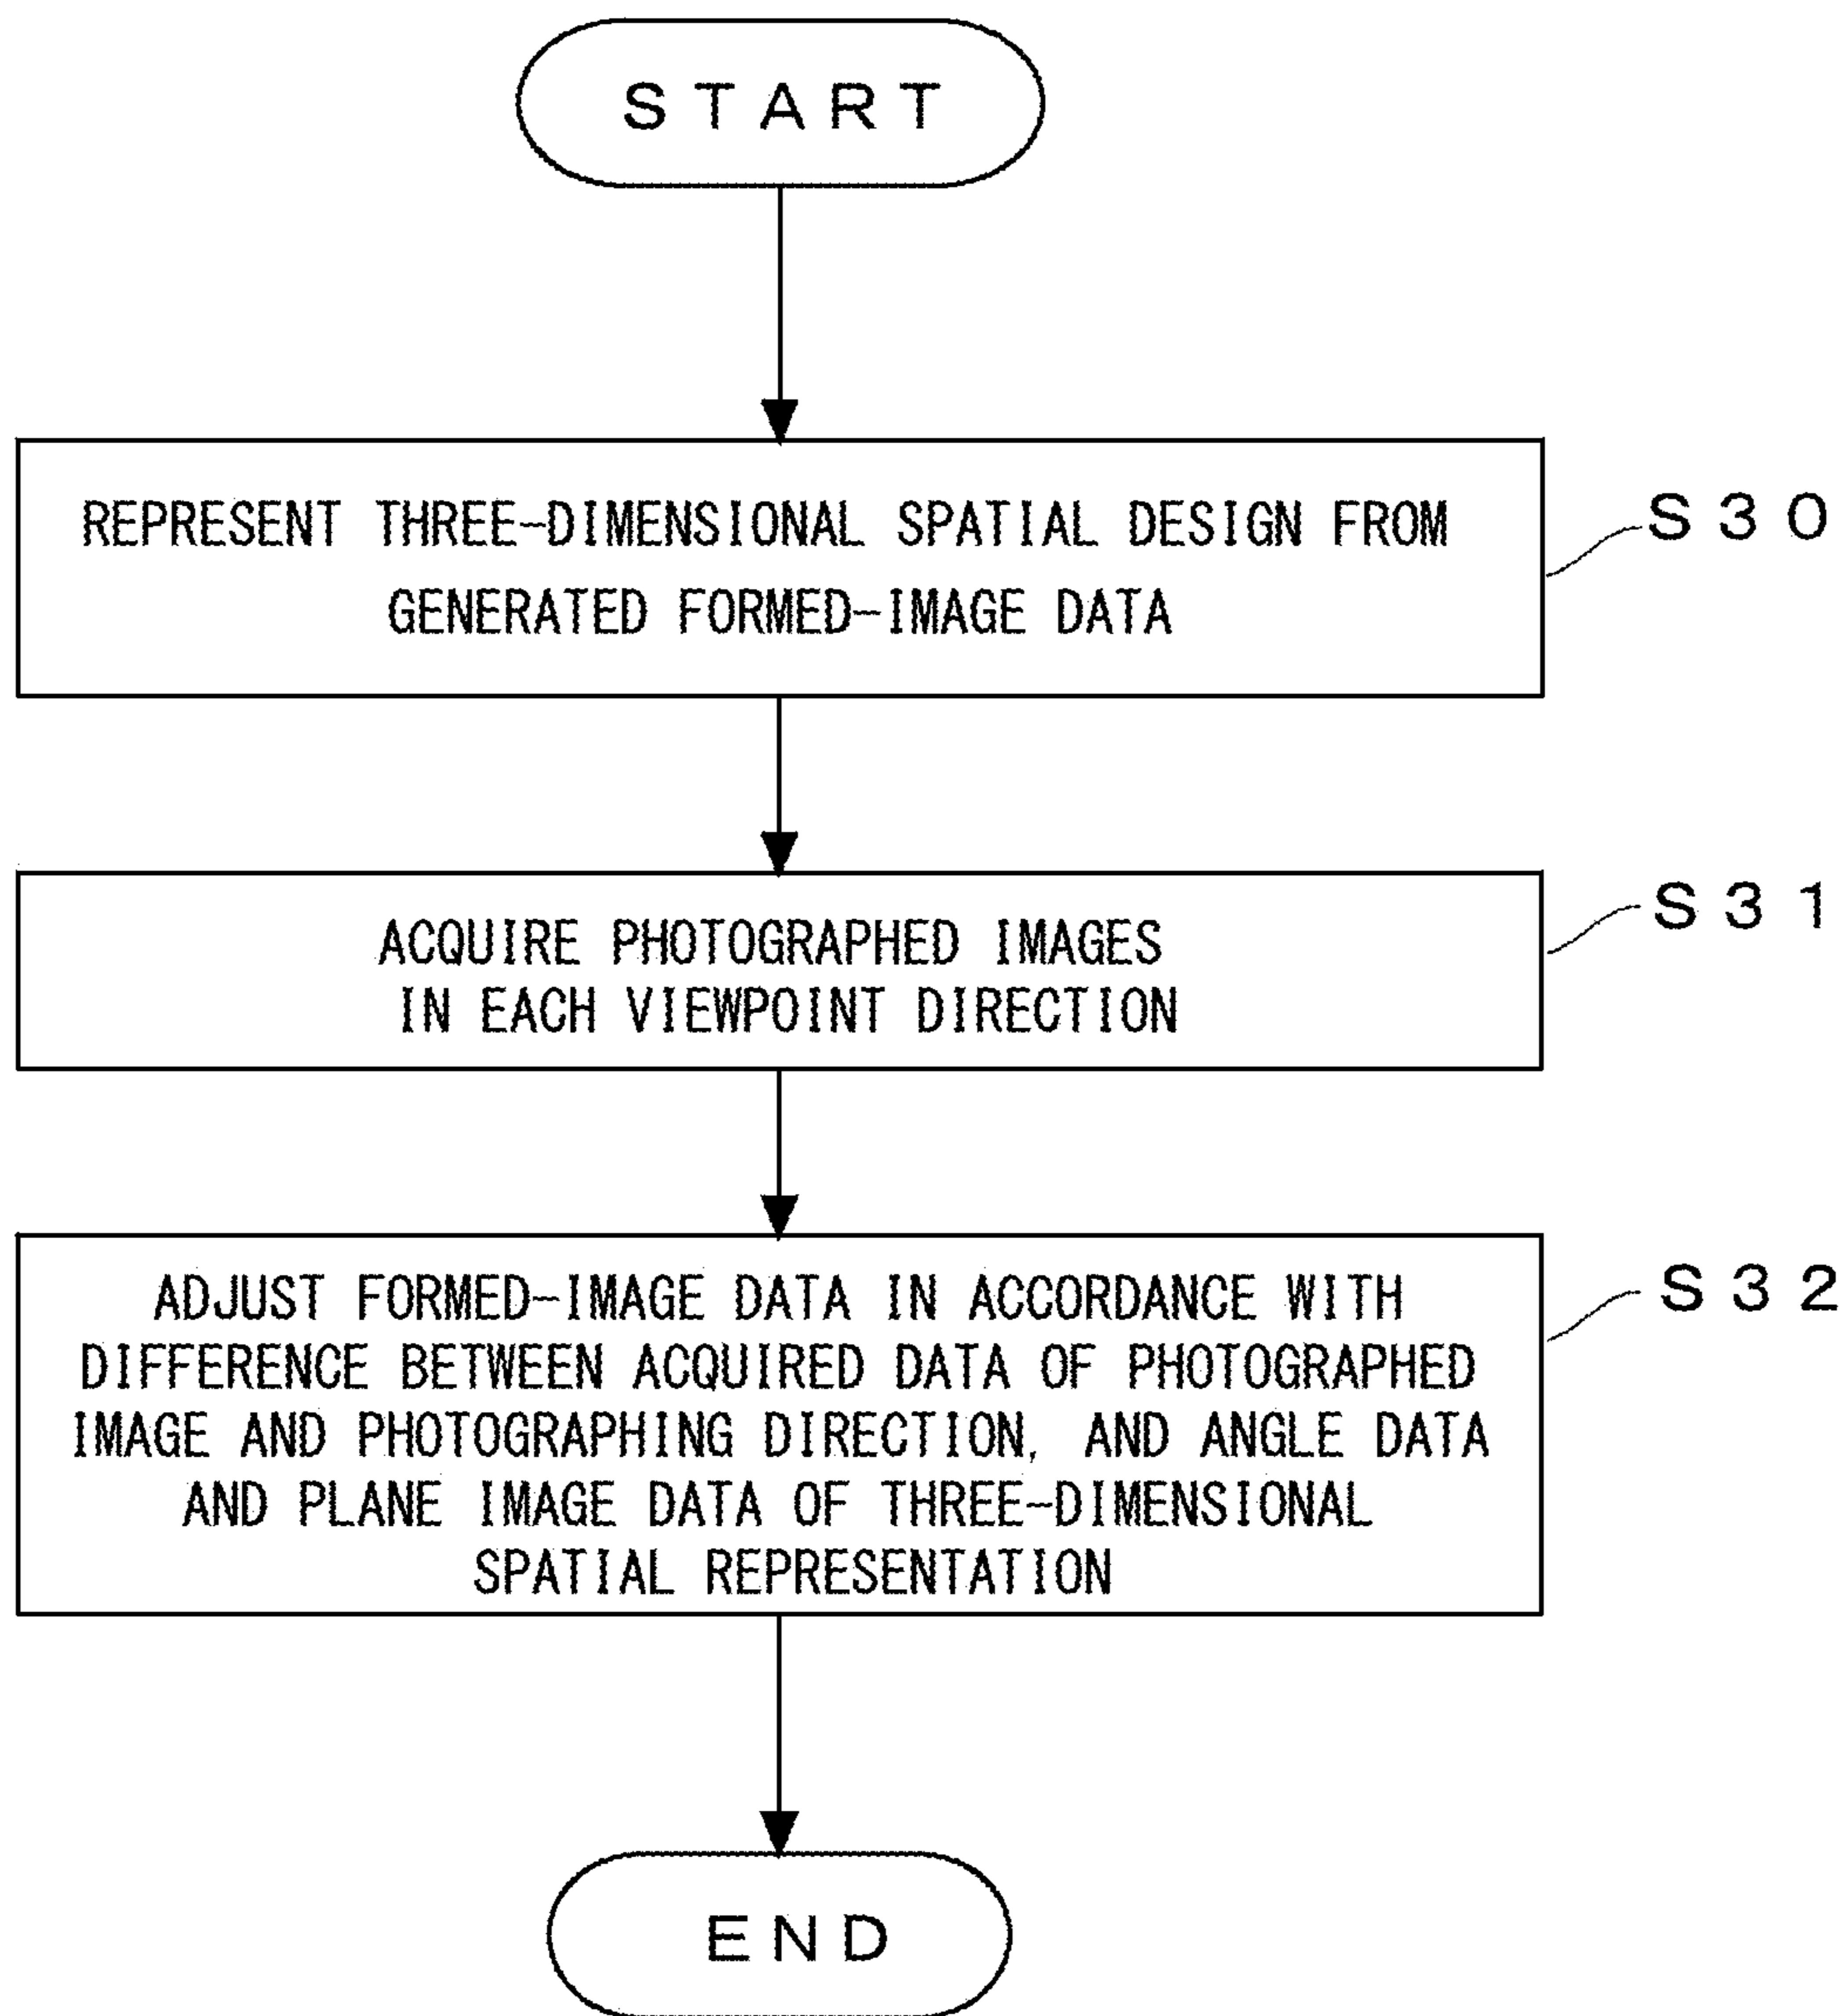 START
REPRESENT THREE-DIMENSIONAL SPATIAL DESIGN FROM
GENERATED FORMED-IMAGE DATA
S30
ACQUIRE PHOTOGRAPHED IMAGES
IN EACH VIEWPOINT DIRECTION
S31
ADJUST FORMED-IMAGE DATA IN ACCORDANCE WITH
DIFFERENCE BETWEEN ACQUIRED DATA OF PHOTOGRAPHED
IMAGE AND PHOTOGRAPHING DIRECTION, AND ANGLE DATA
AND PLANE IMAGE DATA OF THREE-DIMENSIONAL
SPATIAL REPRESENTATION
S32
END